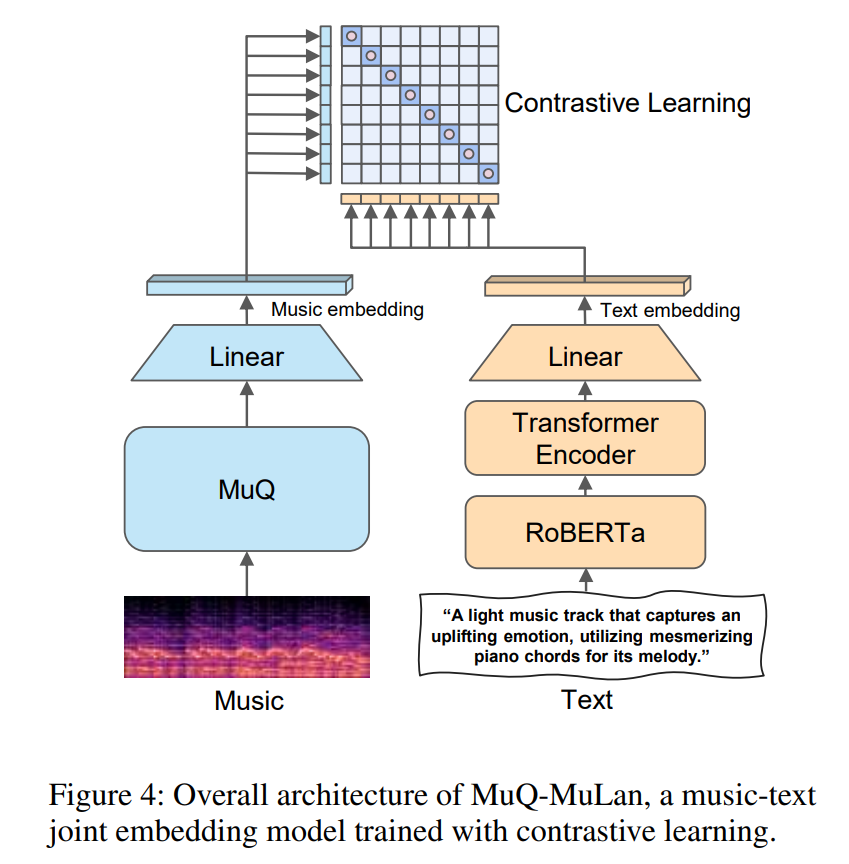 Contrastive Learning
Music embedding
Text embedding
Linear
Linear
Transformer
Encoder
MuQ
RoBERTa
“A light music track that captures an
uplifting emotion, utilizing mesmerizing
piano chords for its melody.”
Music
Text
Figure 4: Overall architecture of MuQ-MuLan, a music-text
joint embedding model trained with contrastive learning.